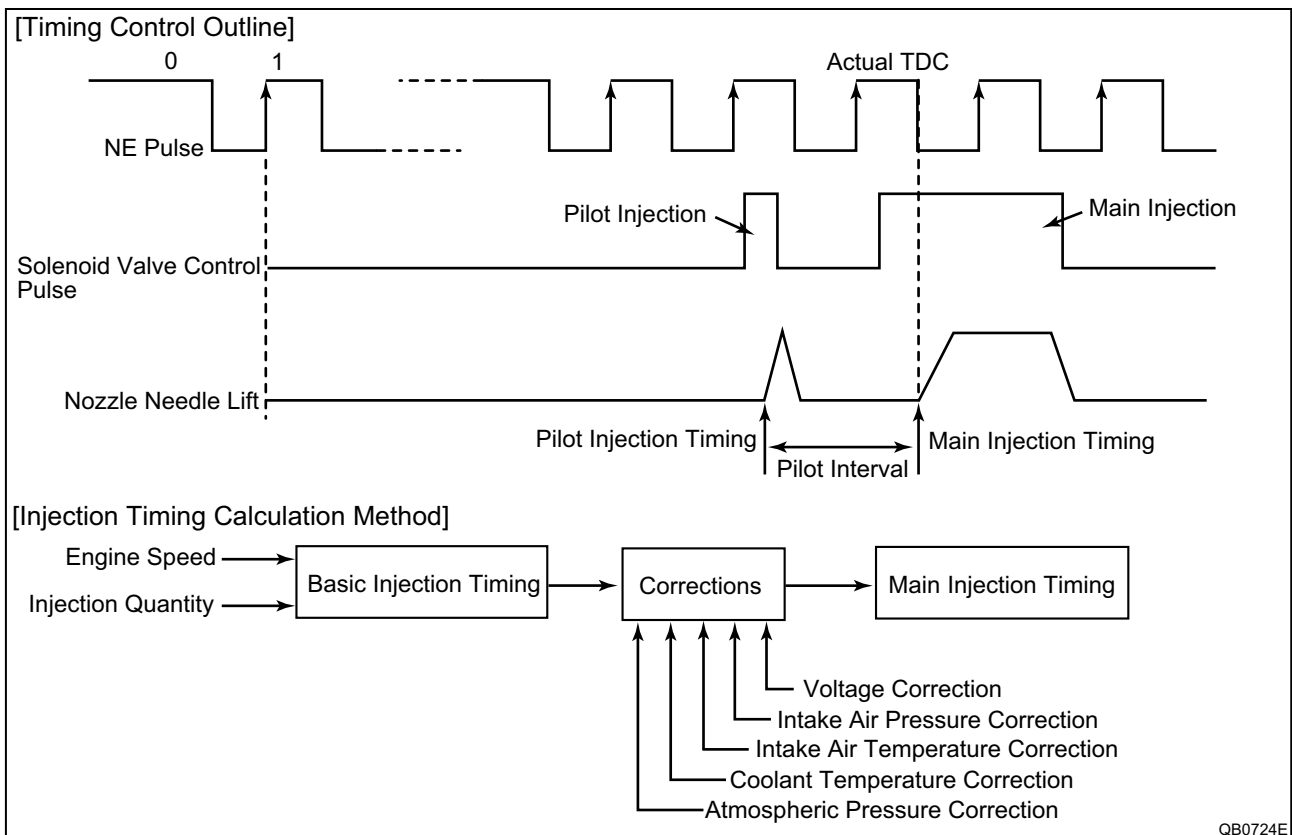 [Timing Control Outline]
0 1 Actual TDC
NE Pulse
Pilot Injection Main Injection
Solenoid Valve Control
Pulse
Nozzle Needle Lift
Pilot Injection Timing Main Injection Timing
Pilot Interval
[Injection Timing Calculation Method]
Engine Speed
Injection Quantity
Basic Injection Timing Corrections Main Injection Timing
Voltage Correction
Intake Air Pressure Correction
Intake Air Temperature Correction
Coolant Temperature Correction
Atmospheric Pressure Correction
QB0724E